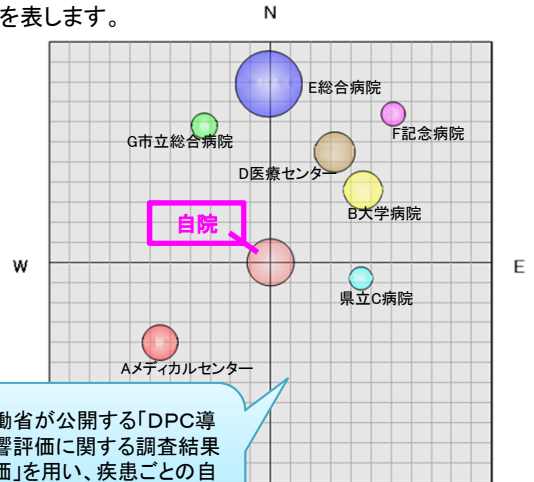 を表します。
N
E総合病院
F記念病院
G市立総合病院
D医療センター
B大学病院
自院
W
E
県立C病院
Aメディカルセンター
働省が公開する「DPC導
響評価に関する調査結果
価」を用い、疾患ごとの自